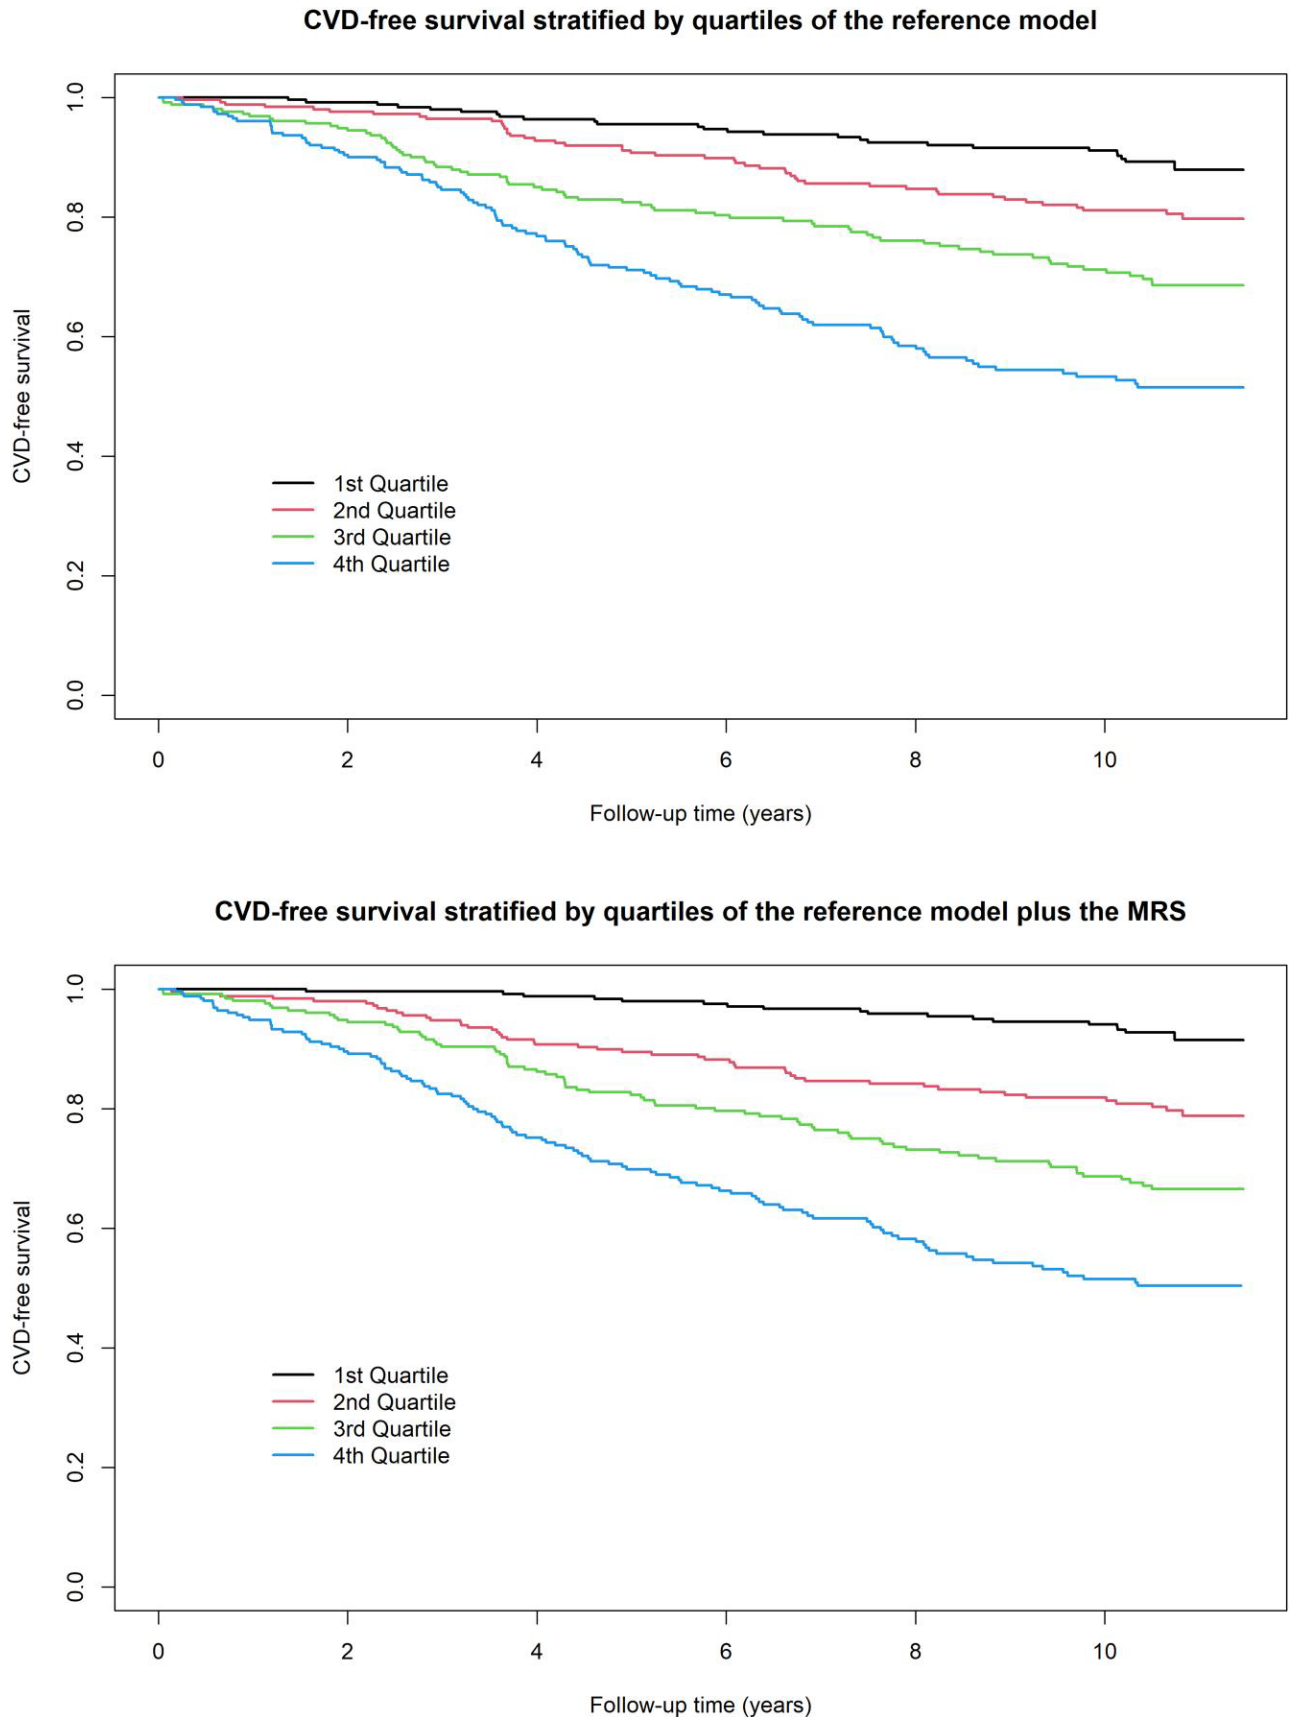 CVD-free survival stratified by quartiles of the reference model
1.0
0.8
0.6
0.4
0.2
0.0
CVD-free survival
1st Quartile
2nd Quartile
3rd Quartile
4th Quartile
0 2 4 6 8 10
Follow-up time (years)
CVD-free survival stratified by quartiles of the reference model plus the MRS
1.0
0.8
0.6
0.4
0.2
0.0
CVD-free survival
1st Quartile
2nd Quartile
3rd Quartile
4th Quartile
0 2 4 6 8 10
Follow-up time (years)